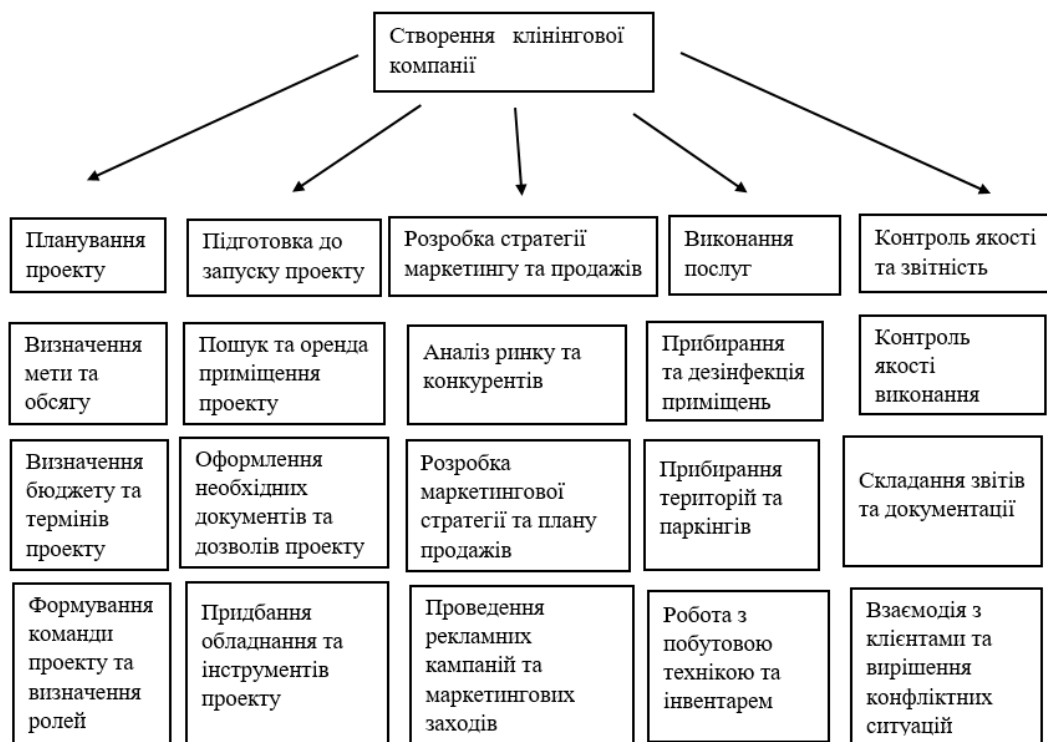 Створення клінінгової
компанії
Планування
проекту
Підготовка до
запуску проекту
Розробка стратегії
маркетингу та продажів
Виконання
послуг
Контроль якості
та звітність
Визначення
мети та
обсягу
Пошук та оренда
приміщення
проекту
Аналіз ринку та
конкурентів
Прибирання
та дезінфекція
приміщень
Контроль
якості
виконання
Визначення
бюджету та
термінів
проекту
Оформлення
необхідних
документів та
дозволів проекту
Розробка
маркетингової
стратегії та плану
продажів
Прибирання
територій та
паркінгів
Складання звітів
та документації
Формування
команди
проекту та
визначення
ролей
Придбання
обладнання та
інструментів
проекту
Проведення
рекламних
кампаній та
маркетингових
заходів
Робота з
побутовою
технікою та
інвентарем
Взаємодія з
клієнтами та
вирішення
конфліктних
ситуацій